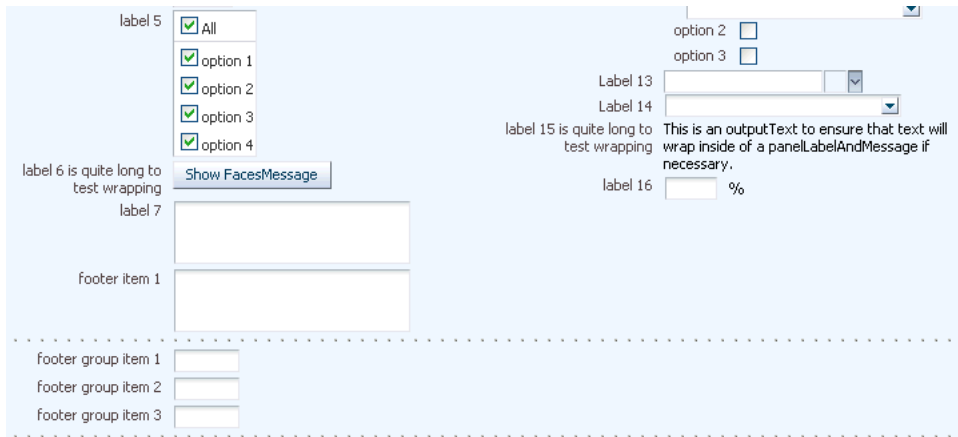 label 5
All
option 1
option 2
option 3
option 4
label 6 is quite long to
test wrapping
Show FacesMessage
label 7
footer item 1
option 2
option 3
Label 13
Label 14
label 15 is quite long to
test wrapping
This is an outputText to ensure that text will
wrap inside of a panelLabelAndMessage if
necessary.
label 16
%
footer group item 1
footer group item 2
footer group item 3